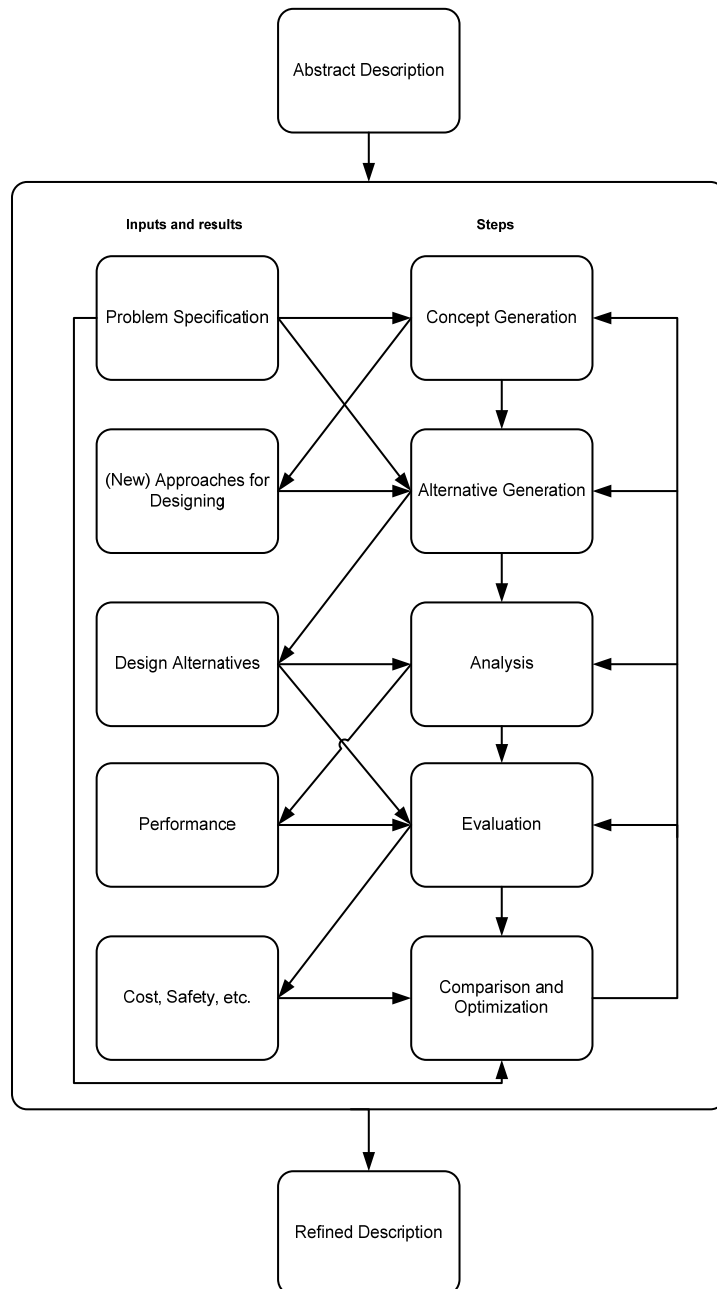 Abstract Description
Inputs and results
Steps
Problem Specification
Concept Generation
(New) Approaches for
Designing
Alternative Generation
Design Alternatives
Analysis
Performance
Evaluation
Cost, Safety, etc.
Comparison and
Optimization
Refined Description